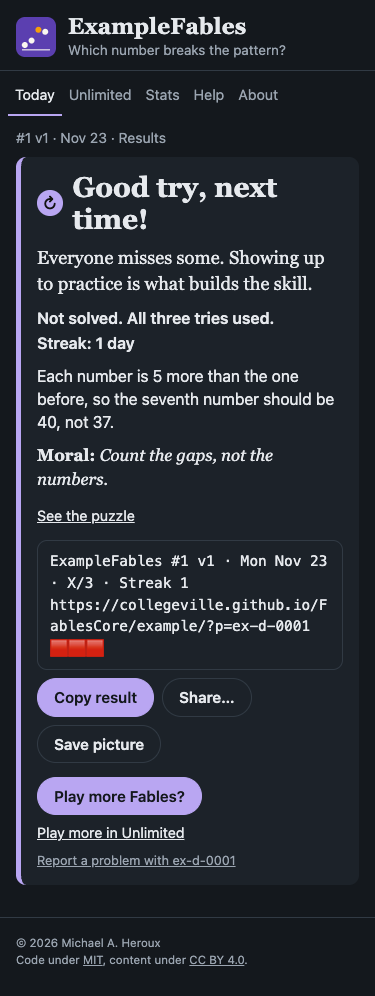 ExampleFables
Which number breaks the pattern?
Today Unlimited Stats Help About
#1 v1 · Nov 23 · Results
Good try, next
time!
Everyone misses some. Showing up
to practice is what builds the skill.
Not solved. All three tries used.
Streak: 1 day
Each number is 5 more than the one
before, so the seventh number should be
40, not 37.
Moral: Count the gaps, not the
numbers.
See the puzzle
ExampleFables #1 v1 · Mon Nov 23
· X/3 · Streak 1
https://collegeville.github.io/F
ablesCore/example/?p=ex-d-0001
Copy result
Share...
Save picture
Play more Fables?
Play more in Unlimited
Report a problem with ex-d-0001
© 2026 Michael A. Heroux
Code under MIT, content under CC BY 4.0.